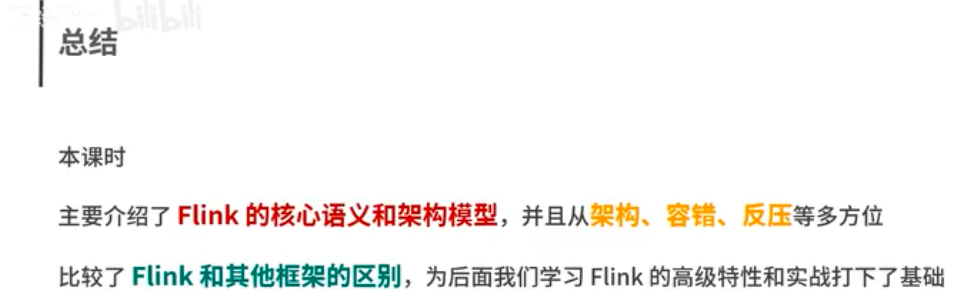 bilibili
总结
本课时
主要介绍了 Flink 的核心语义和架构模型，并且从架构、容错、反压等多方位
比较了 Flink 和其他框架的区别，为后面我们学习 Flink 的高级特性和实战打下了基础